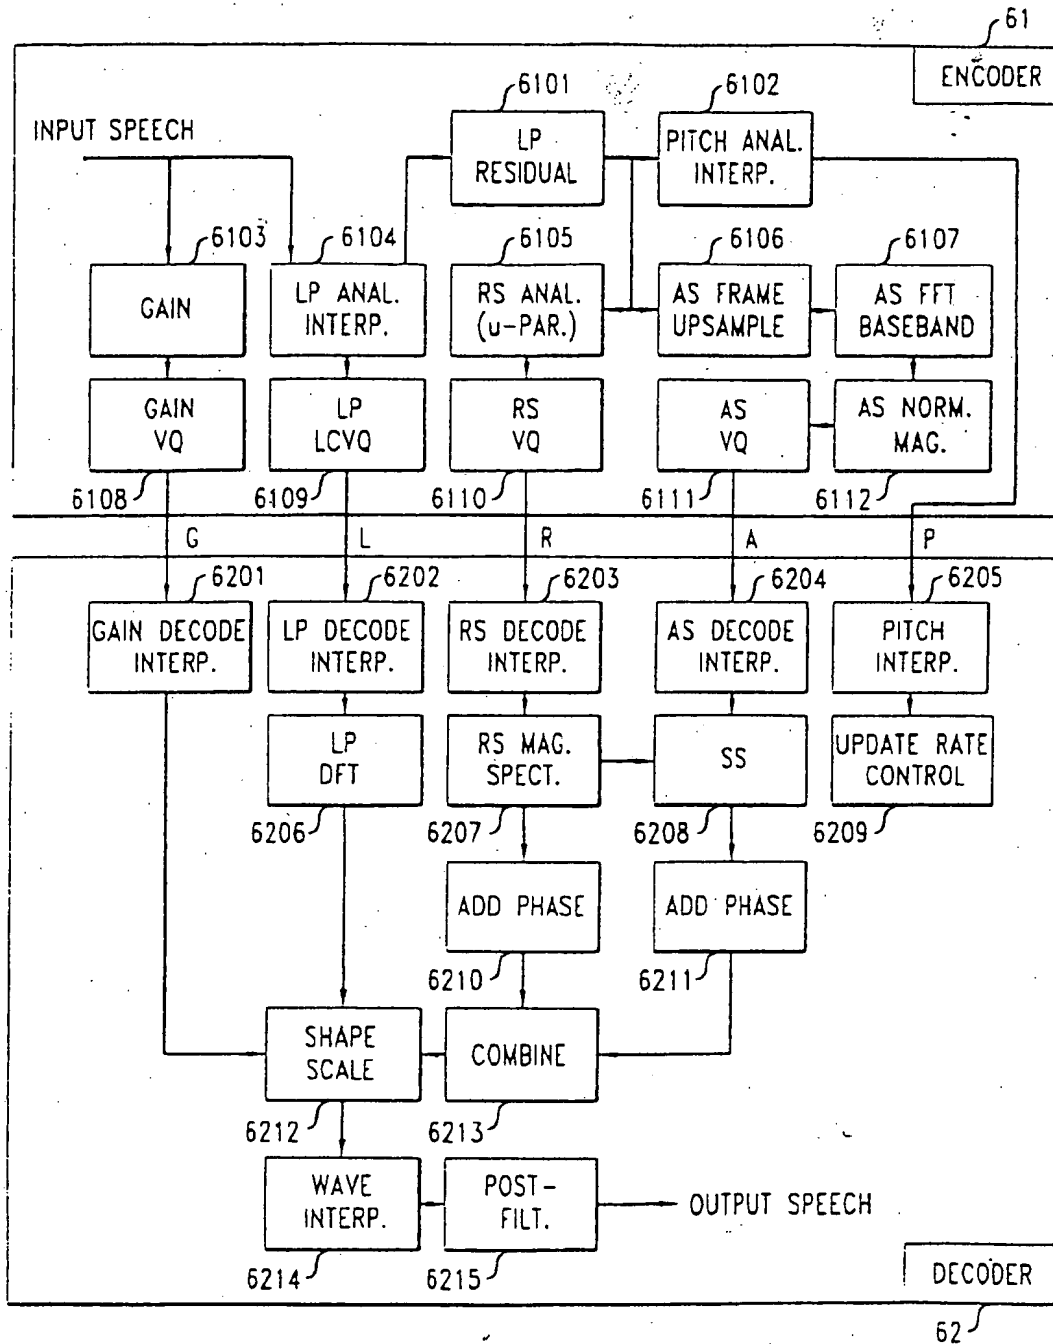 61
ENCODER
INPUT SPEECH
6101
LP
RESIDUAL
6102
PITCH ANAL.
INTERP.
6103
GAIN
6104
LP ANAL.
INTERP.
6105
RS ANAL.
(u-PAR.)
6106
AS FRAME
UPSAMPLE
6107
AS FFT
BASEBAND
GAIN
VQ
6108
LP
LCVQ
6109
RS
VQ
6110
AS
VQ
6111
AS NORM.
MAG.
6112
G
L
R
A
P
6201
GAIN DECODE
INTERP.
6202
LP DECODE
INTERP.
6203
RS DECODE
INTERP.
6204
AS DECODE
INTERP.
6205
PITCH
INTERP.
LP
DFT
6206
RS MAG.
SPECT.
6207
SS
6208
UPDATE RATE
CONTROL
6209
ADD PHASE
6210
ADD PHASE
6211
SHAPE
SCALE
6212
COMBINE
6213
WAVE
INTERP.
6214
POST-
FILT.
6215
OUTPUT SPEECH
DECODER
62